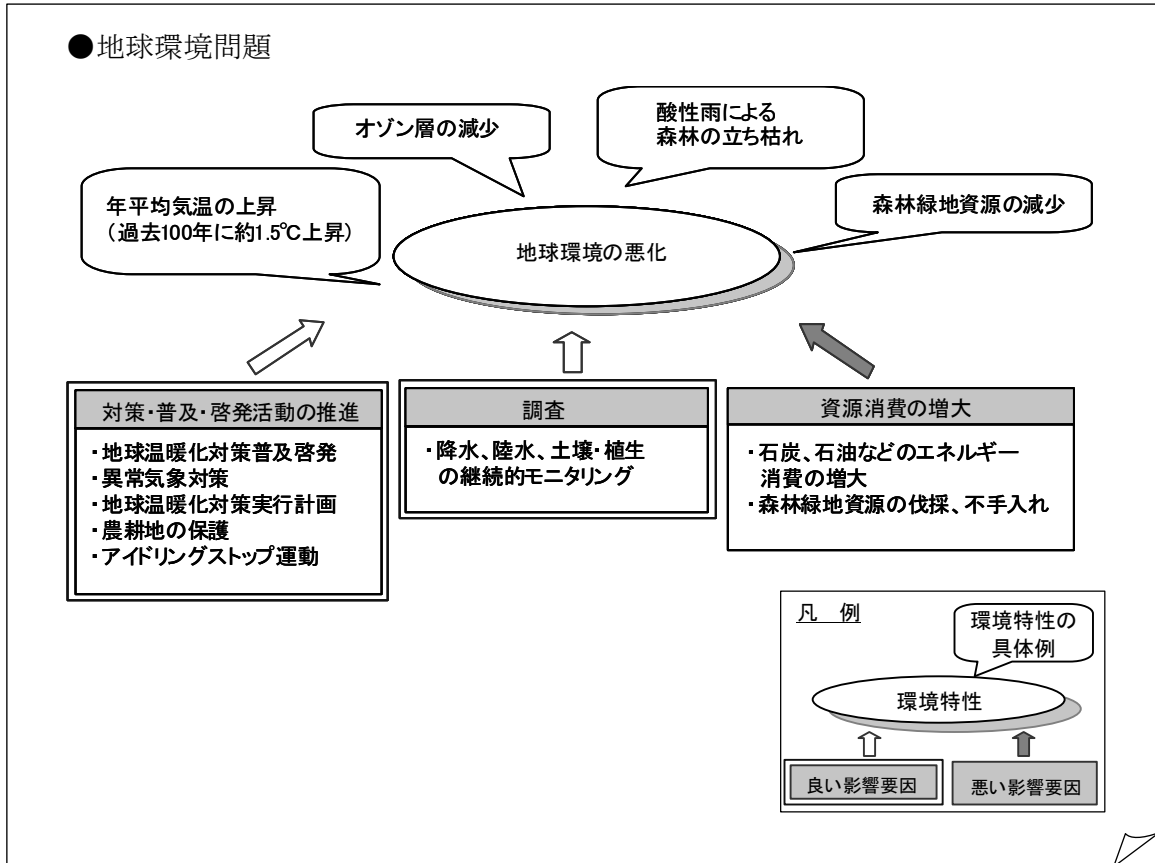 ●地球環境問題
オゾン層の減少
酸性雨による
森林の立ち枯れ
年平均気温の上昇
（過去100年に約1.5℃上昇）
森林緑地資源の減少
地球環境の悪化
対策・普及・啓発活動の推進
・地球温暖化対策普及啓発
・異常気象対策
・地球温暖化対策実行計画
・農耕地の保護
・アイドリングストップ運動
調査
・降水、陸水、土壌・植生
の継続的モニタリング
資源消費の増大
・石炭、石油などのエネルギー
消費の増大
・森林緑地資源の伐採、不手入れ
凡　例
環境特性の
具体例
環境特性
良い影響要因
悪い影響要因